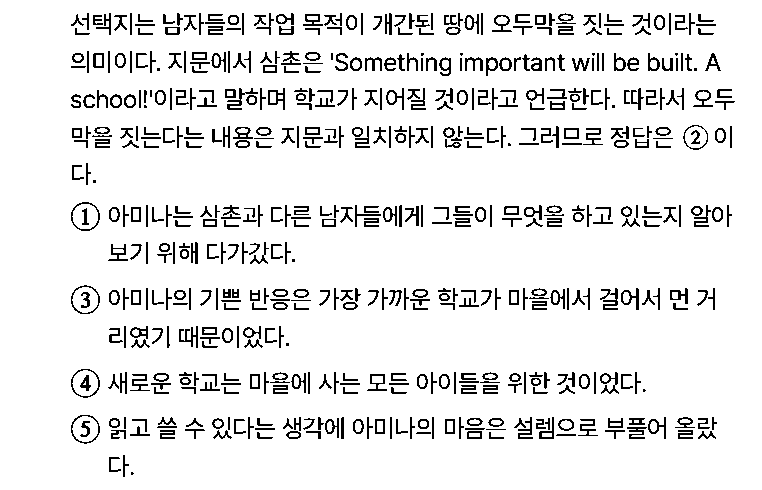 선택지는 남자들의 작업 목적이 개간된 땅에 오두막을 짓는 것이라는
의미이다. 지문에서 삼촌은 'Something important will be built. A
school!'이라고 말하며 학교가 지어질 것이라고 언급한다. 따라서 오두
막을 짓는다는 내용은 지문과 일치하지 않는다. 그러므로 정답은 ②이
다.
① 아미나는 삼촌과 다른 남자들에게 그들이 무엇을 하고 있는지 알아
보기 위해 다가갔다.
③ 아미나의 기쁜 반응은 가장 가까운 학교가 마을에서 걸어서 먼 거
리였기 때문이었다.
④ 새로운 학교는 마을에 사는 모든 아이들을 위한 것이었다.
⑤ 읽고 쓸 수 있다는 생각에 아미나의 마음은 설렘으로 부풀어 올랐
다.